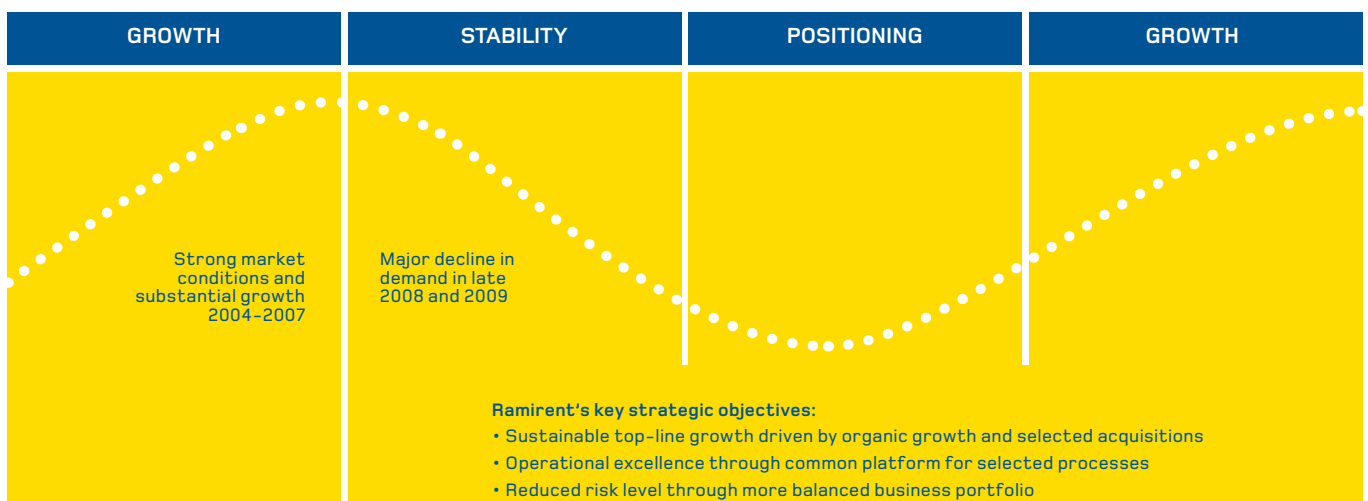 GROWTH
STABILITY
POSITIONING
GROWTH
Strong market
conditions and
substantial growth
2004–2007
Major decline in
demand in late
2008 and 2009
Ramirent's key strategic objectives:
• Sustainable top-line growth driven by organic growth and selected acquisitions
• Operational excellence through common platform for selected processes
• Reduced risk level through more balanced business portfolio